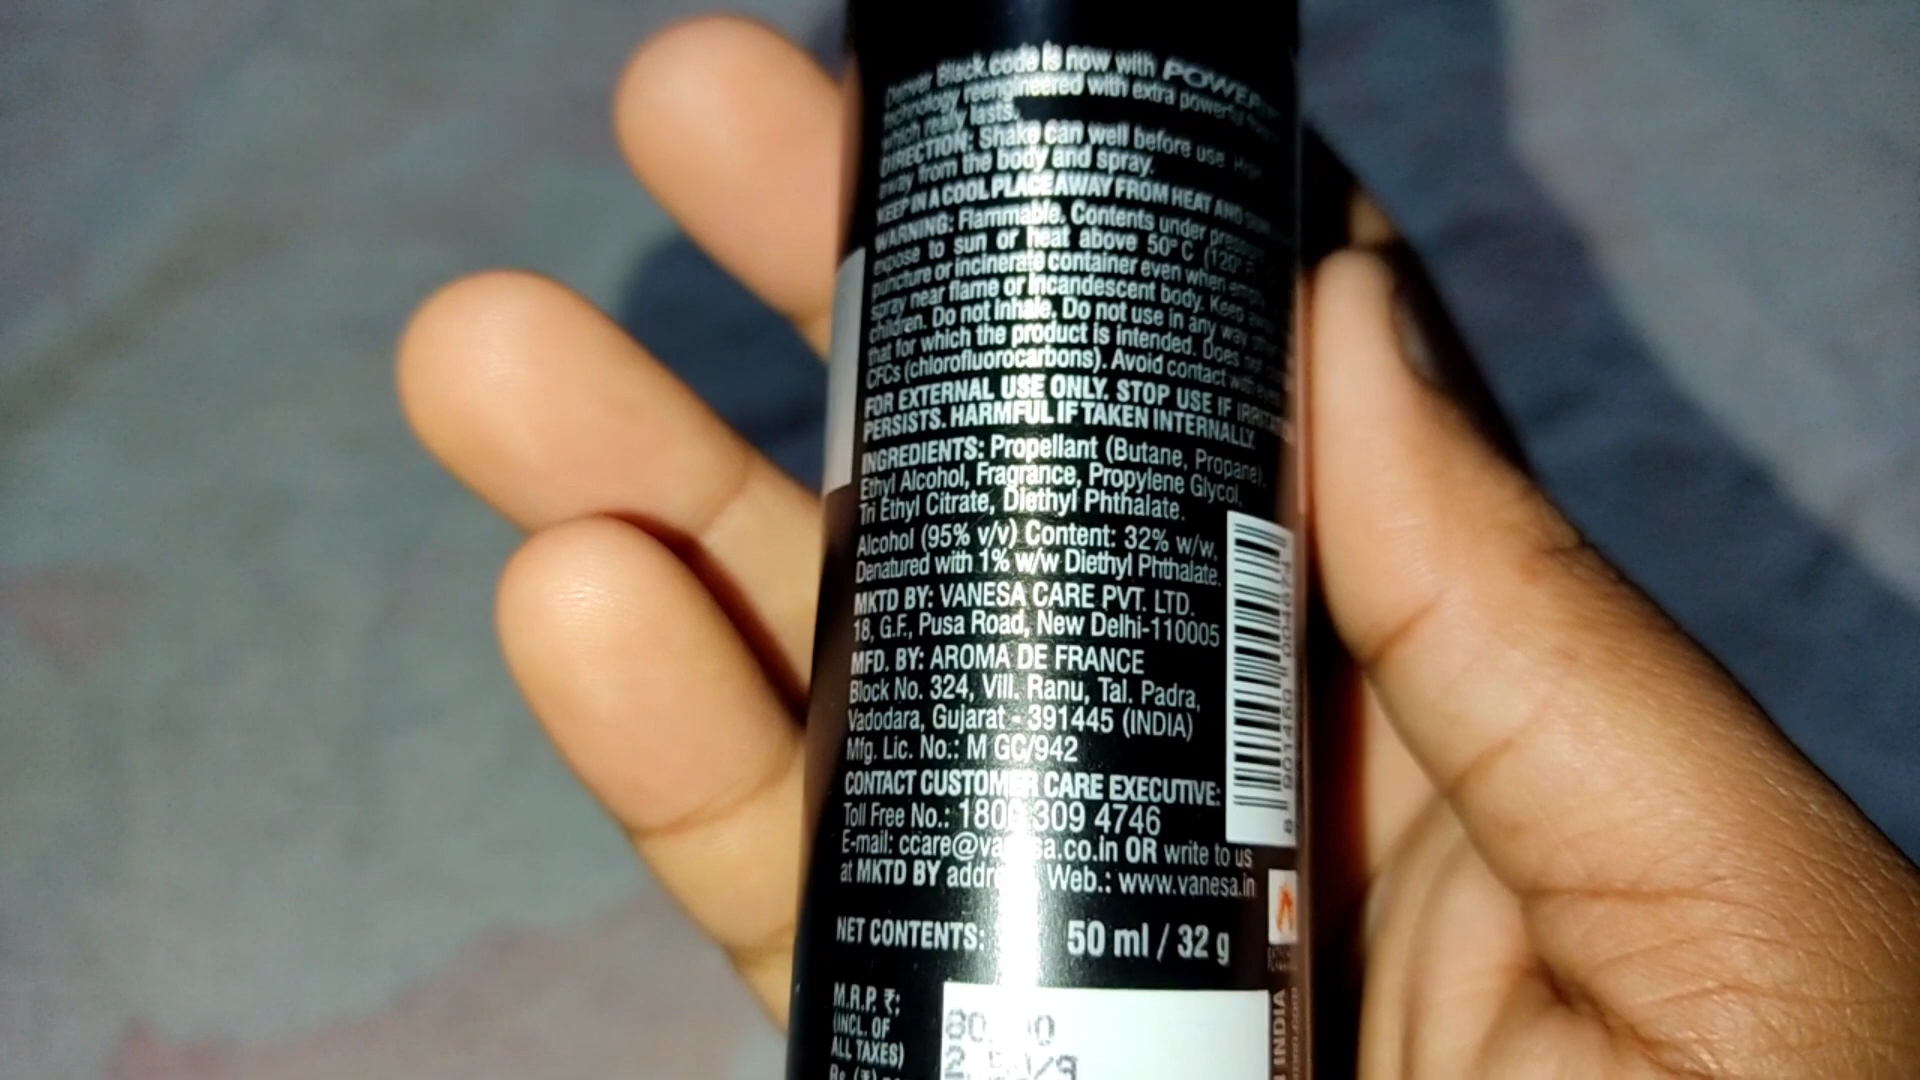 Denver Black.code is now with POWER
technology reengineered with extra powerful
which really lasts.
DIRECTION: Shake can well before use.
away from the body and spray.
KEEP IN A COOL PLACE AWAY FROM HEAT AND
WARNING: Flammable. Contents under
expose to sun or heat above 50°C (120°F
puncture or incinerate container even when empty
spray near flame or incandescent body. Keep away
children. Do not inhale. Do not use in any way
that for which the product is intended. Does not
CFCs (chlorofluorocarbons). Avoid contact with
FOR EXTERNAL USE ONLY. STOP USE IF
PERSISTS. HARMFUL IF TAKEN INTERNALLY.
INGREDIENTS: Propellant (Butane, Propane),
Ethyl Alcohol, Fragrance, Propylene Glycol,
Tri Ethyl Citrate, Diethyl Phthalate.
Alcohol (95% v/v) Content: 32% w/w,
Denatured with 1% w/w Diethyl Phthalate.
MKTD BY: VANESA CARE PVT. LTD.
18, G.F., Pusa Road, New Delhi-110005
MFD. BY: AROMA DE FRANCE
Block No. 324, Vill. Ranu, Tal. Padra,
Vadodara, Gujarat - 391445 (INDIA)
Mfg. Lic. No.: M GC/942
CONTACT CUSTOMER CARE EXECUTIVE:
Toll Free No.: 1800 309 4746
E-mail: ccare@vanesa.co.in OR write to us
at MKTD BY address Web.: www.vanesa.in
NET CONTENTS: 50 ml / 32 g
M.R.P. ₹:
(INCL. OF
ALL TAXES)
INDIA